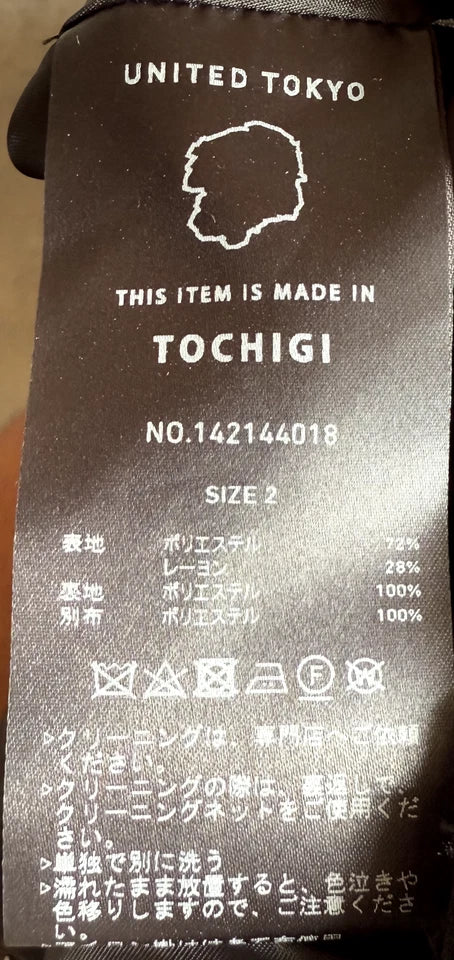 UNITED TOKYO
THIS ITEM IS MADE IN
TOCHIGI
NO.142144018
SIZE 2
表地 ポリエステル 72%
レーヨン 28%
裏地 ポリエステル 100%
別布 ポリエステル 100%
F
W
▷クリーニングは、専門店へご依頼
ください。
▷クリーニングの際は、裏返して、
クリーニングネットをご使用くだ
さい。
▷単独で別に洗う
▷濡れたまま放置すると、色泣きや
色移りしますので、ご注意くださ
い。